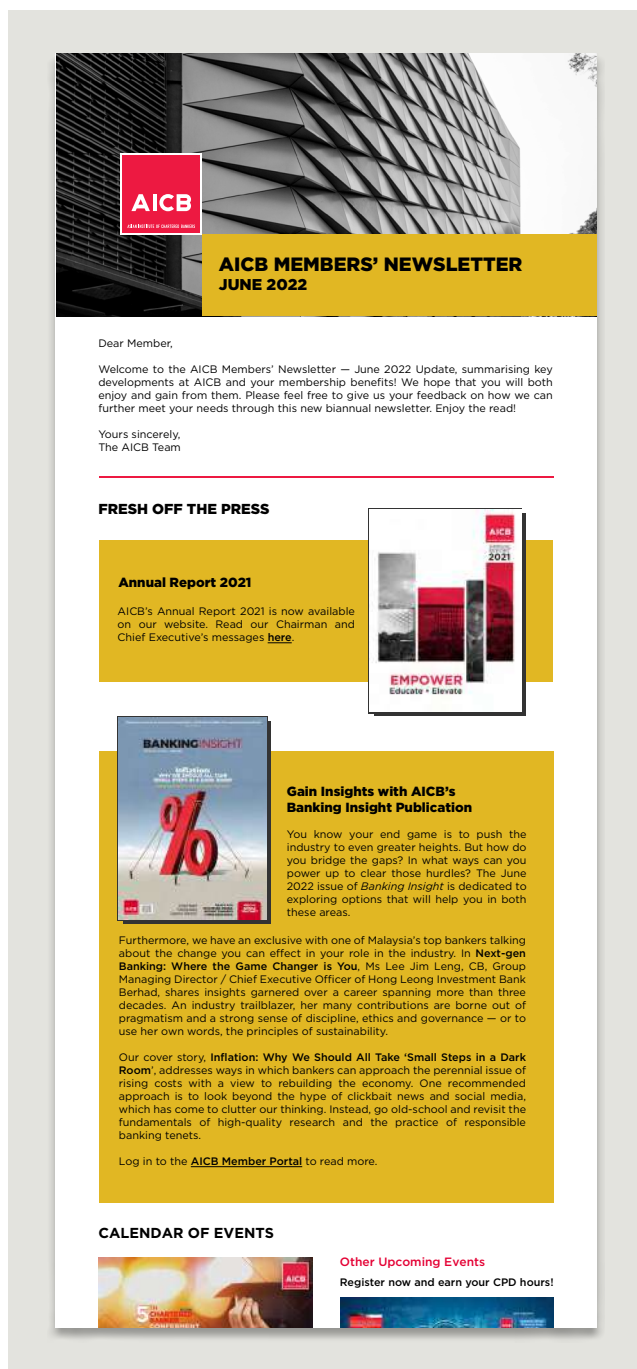 AICB
ASIAN INSTITUTE OF CHARTERED BANKERS
AICB MEMBERS' NEWSLETTER
JUNE 2022
Dear Member,
Welcome to the AICB Members' Newsletter — June 2022 Update, summarising key
developments at AICB and your membership benefits! We hope that you will both
enjoy and gain from them. Please feel free to give us your feedback on how we can
further meet your needs through this new biannual newsletter. Enjoy the read!
Yours sincerely,
The AICB Team
FRESH OFF THE PRESS
Annual Report 2021
AICB's Annual Report 2021 is now available
on our website. Read our Chairman and
Chief Executive's messages here.
AICB
ANNUAL
REPORT
2021
EMPOWER
Educate • Elevate
BANKINGINSIGHT
Inflation:
WHY WE SHOULD ALL TAKE
'SMALL STEPS IN A DARK ROOM'
%
Gain Insights with AICB's
Banking Insight Publication
You know your end game is to push the
industry to even greater heights. But how do
you bridge the gaps? In what ways can you
power up to clear those hurdles? The June
2022 issue of Banking Insight is dedicated to
exploring options that will help you in both
these areas.
Furthermore, we have an exclusive with one of Malaysia's top bankers talking
about the change you can effect in your role in the industry. In Next-gen
Banking: Where the Game Changer is You, Ms Lee Jim Leng, CB, Group
Managing Director / Chief Executive Officer of Hong Leong Investment Bank
Berhad, shares insights garnered over a career spanning more than three
decades. An industry trailblazer, her many contributions are borne out of
pragmatism and a strong sense of discipline, ethics and governance — or to
use her own words, the principles of sustainability.
Our cover story, Inflation: Why We Should All Take 'Small Steps in a Dark
Room', addresses ways in which bankers can approach the perennial issue of
rising costs with a view to rebuilding the economy. One recommended
approach is to look beyond the hype of clickbait news and social media,
which has come to clutter our thinking. Instead, go old-school and revisit the
fundamentals of high-quality research and the practice of responsible
banking tenets.
Log in to the AICB Member Portal to read more.
CALENDAR OF EVENTS
AICB
5TH
CHARTERED
BANKER
CONFERMENT
Other Upcoming Events
Register now and earn your CPD hours!